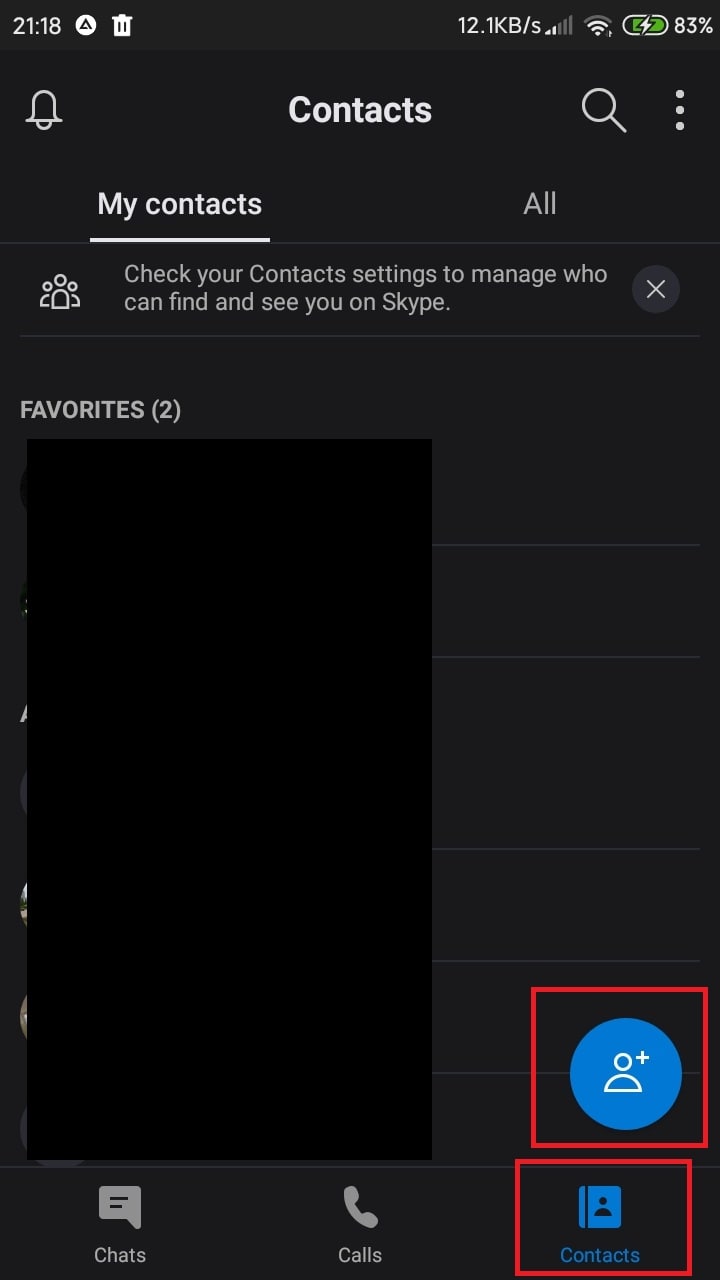 21:18 12.1KB/s 83%
Contacts
My contacts All
Check your Contacts settings to manage who
can find and see you on Skype.
FAVORITES (2)
Chats Calls Contacts